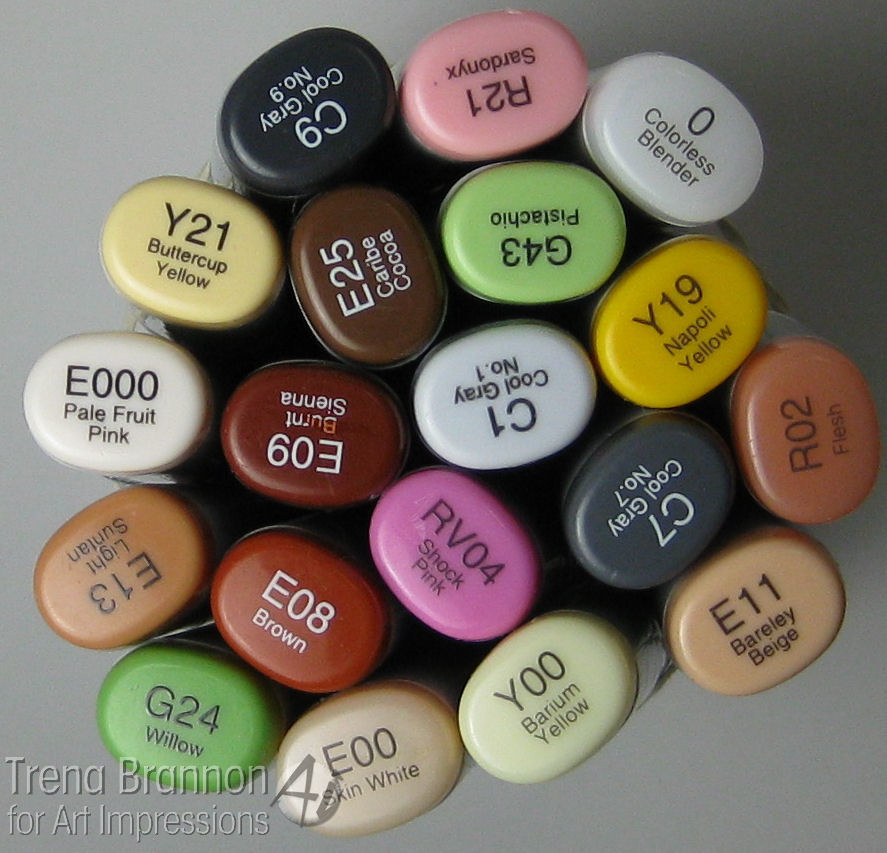 C9
Cool Gray
No.9
R21
Sardonyx
0
Colorless
Blender
Y21
Buttercup
Yellow
E25
Caribe
Cocoa
G43
Pistachio
Y19
Napoli
Yellow
E000
Pale Fruit
Pink
E09
Burnt
Sienna
C1
Cool Gray
No.1
R02
Flesh
C7
Cool Gray
No.7
E13
Light
Suntan
E08
Brown
RV04
Shock
Pink
E11
Bareley
Beige
G24
Willow
E00
Skin White
Y00
Barium
Yellow
Trena Brannon AI
for Art Impressions